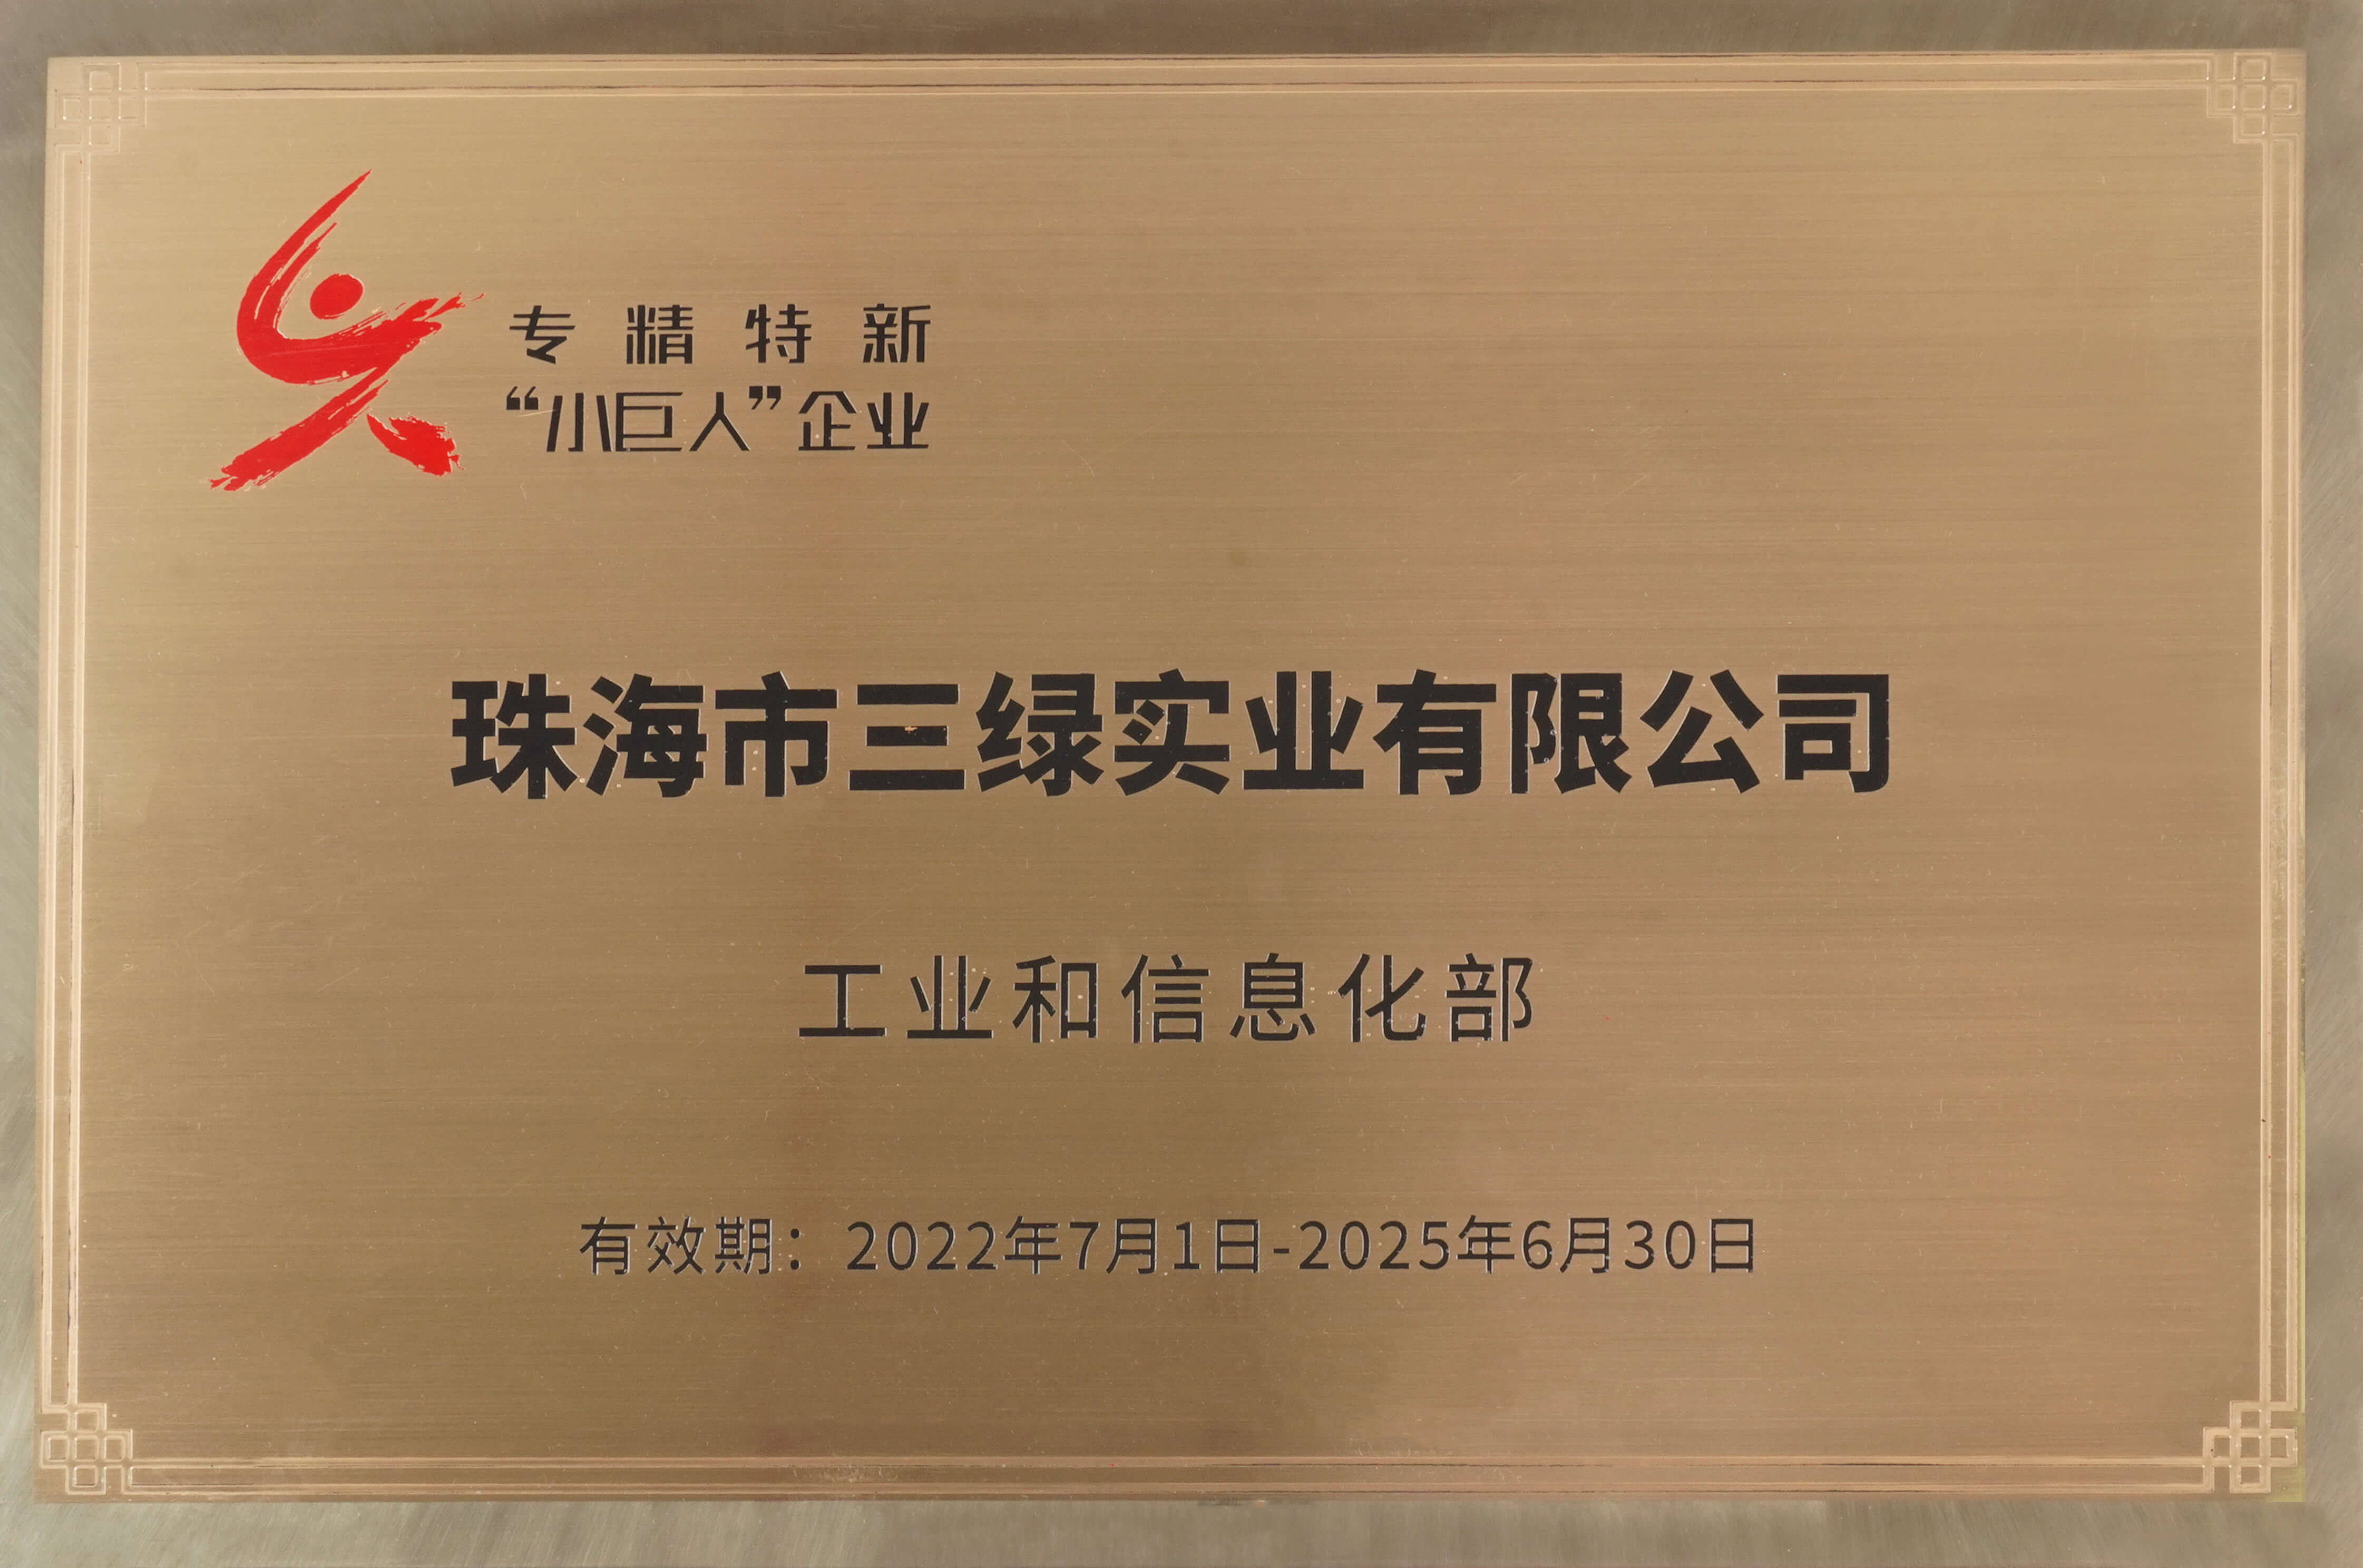 专精特新
“小巨人”企业
珠海市三绿实业有限公司
工业和信息化部
有效期：2022年7月1日-2025年6月30日